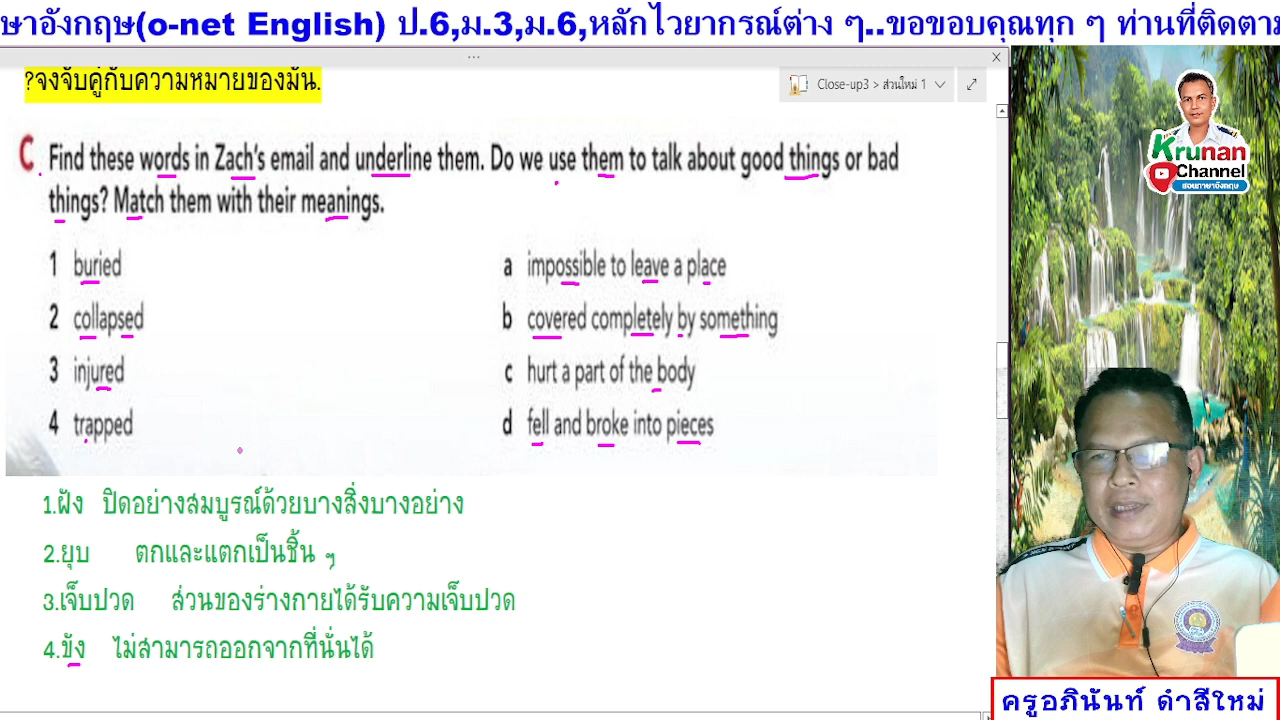 ษาอังกฤษ(o-net English) ป.6,ม.3,ม.6,หลักไวยากรณ์ต่าง ๆ..ขอขอบคุณทุก ๆ ท่านที่ติดตาม
?จงจับคู่กับความหมายของมัน.
Close-up3 > ส่วนใหม่ 1
C Find these words in Zach's email and underline them. Do we use them to talk about good things or bad
things? Match them with their meanings.
1 buried a impossible to leave a place
2 collapsed b covered completely by something
3 injured c hurt a part of the body
4 trapped d fell and broke into pieces
1.ฝัง ปิดอย่างสมบูรณ์ด้วยบางสิ่งบางอย่าง
2.ยุบ ตกและแตกเป็นชิ้น ๆ
3.เจ็บปวด ส่วนของร่างกายได้รับความเจ็บปวด
4.ขัง ไม่สามารถออกจากที่นั่นได้
Krunan
Channel
สอนภาษาอังกฤษ
ครูอภินันท์ ดำสีใหม่